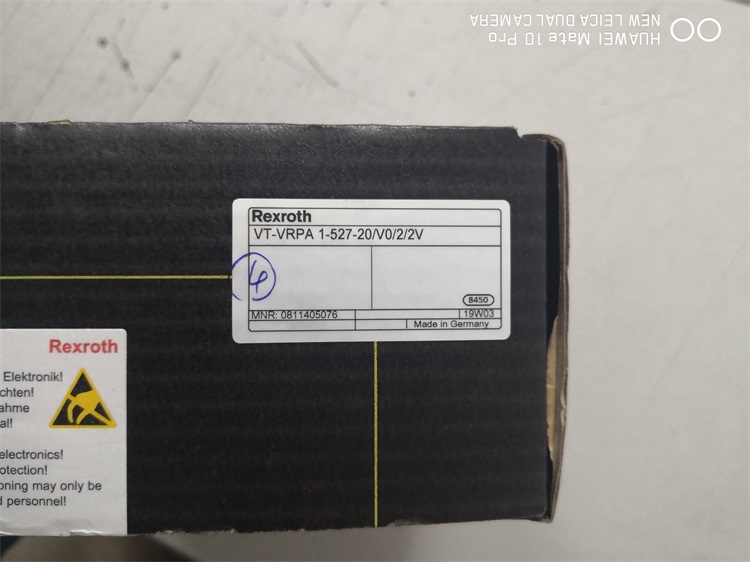 HUAWEI Mate 10 Pro
NEW LEICA DUAL CAMERA
Rexroth
VT-VRPA 1-527-20/V0/2/2V
4
8450
MNR: 0811405076
19W03
Made in Germany
Rexroth
Elektronik!
chten!
ahme
al!
electronics!
otection!
oning may only be
d personnel!